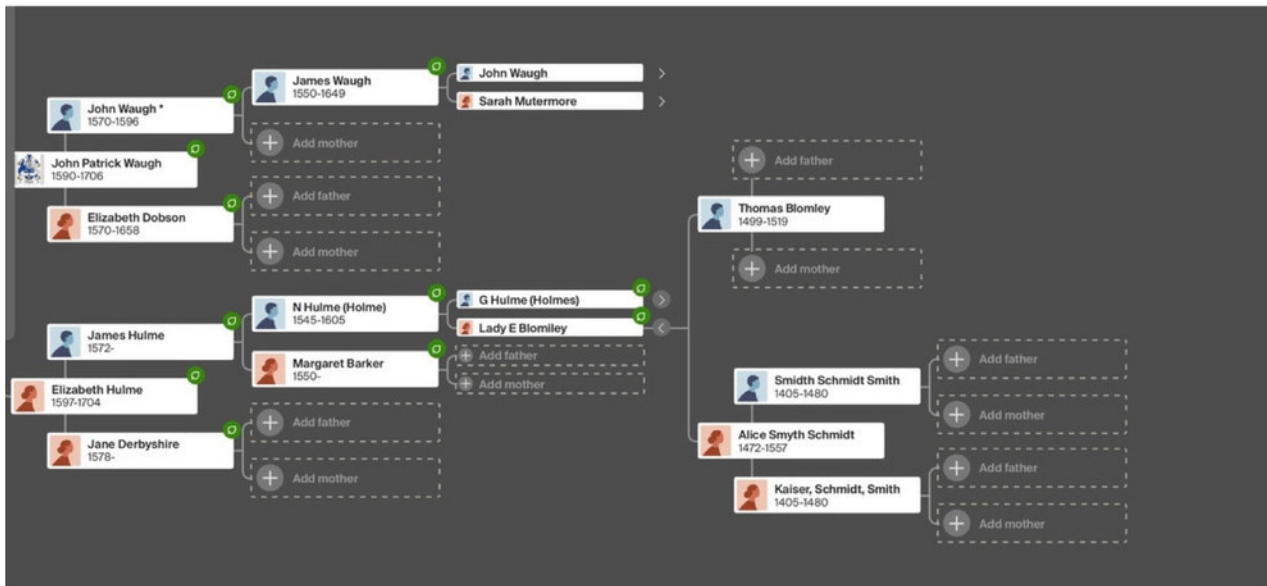 James Waugh
1550-1649
John Waugh
Sarah Mutermore
John Waugh *
1570-1596
Add mother
John Patrick Waugh
1590-1706
Add father
Elizabeth Dobson
1570-1658
Add mother
Add father
Thomas Blomley
1499-1519
Add mother
N Hulme (Holme)
1545-1605
G Hulme (Holmes)
Lady E Blomiley
James Hulme
1572-
Margaret Barker
1550-
Add father
Add mother
Elizabeth Hulme
1597-1704
Add father
Jane Derbyshire
1578-
Add mother
Add father
Smidth Schmidt Smith
1405-1480
Add mother
Alice Smyth Schmidt
1472-1557
Add father
Kaiser, Schmidt, Smith
1405-1480
Add mother